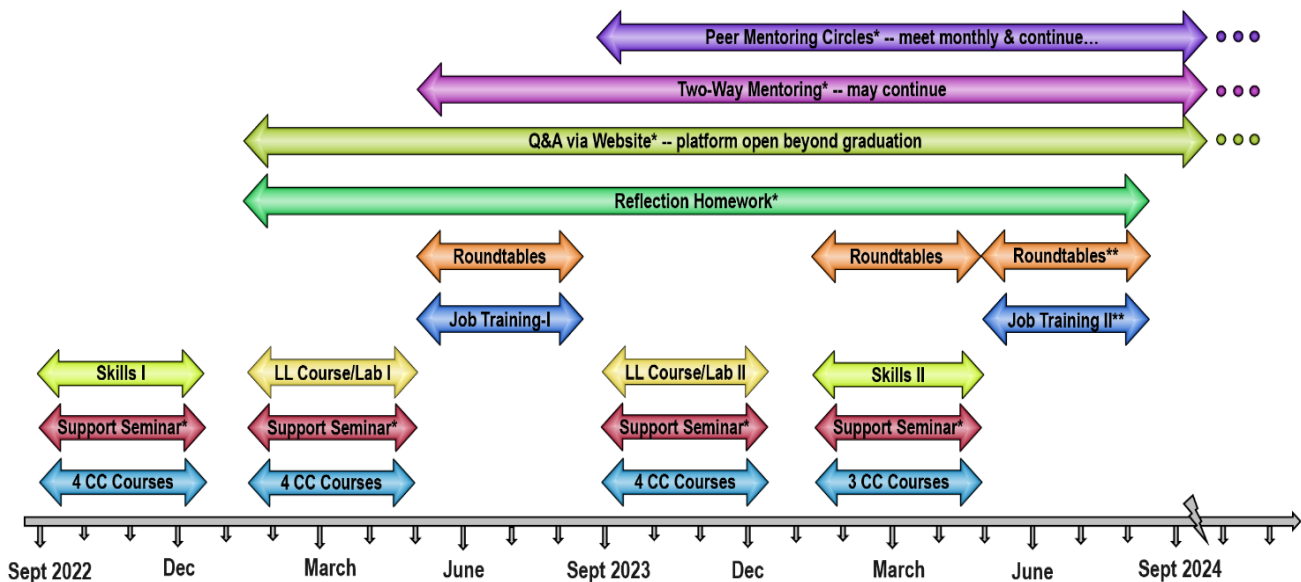 Peer Mentoring Circles* -- meet monthly & continue…
Two-Way Mentoring* -- may continue
Q&A via Website* -- platform open beyond graduation
Reflection Homework*
Roundtables Roundtables Roundtables**
Job Training-I Job Training II**
Skills I LL Course/Lab I LL Course/Lab II Skills II
Support Seminar* Support Seminar* Support Seminar* Support Seminar*
4 CC Courses 4 CC Courses 4 CC Courses 3 CC Courses
Sept 2022 Dec March June Sept 2023 Dec March June Sept 2024